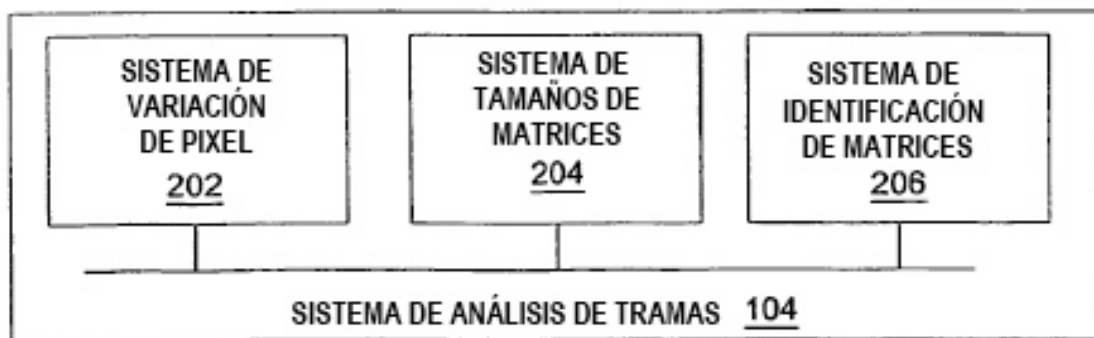 SISTEMA DE
VARIACIÓN
DE PIXEL
202
SISTEMA DE
TAMAÑOS DE
MATRICES
204
SISTEMA DE
IDENTIFICACIÓN
DE MATRICES
206
SISTEMA DE ANÁLISIS DE TRAMAS 104